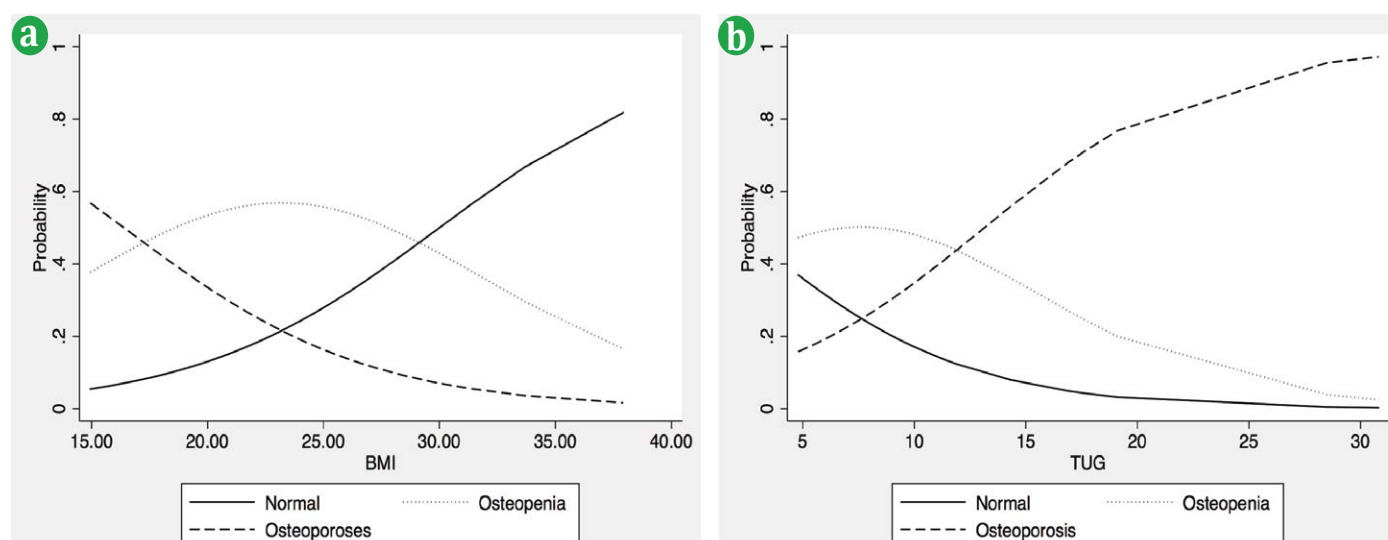 a
1
.8
.6
.4
.2
0
Probability
15.00 20.00 25.00 30.00 35.00 40.00
BMI
Normal Osteopenia
Osteoporoses
b
1
.8
.6
.4
.2
0
Probability
5 10 15 20 25 30
TUG
Normal Osteopenia
Osteoporosis